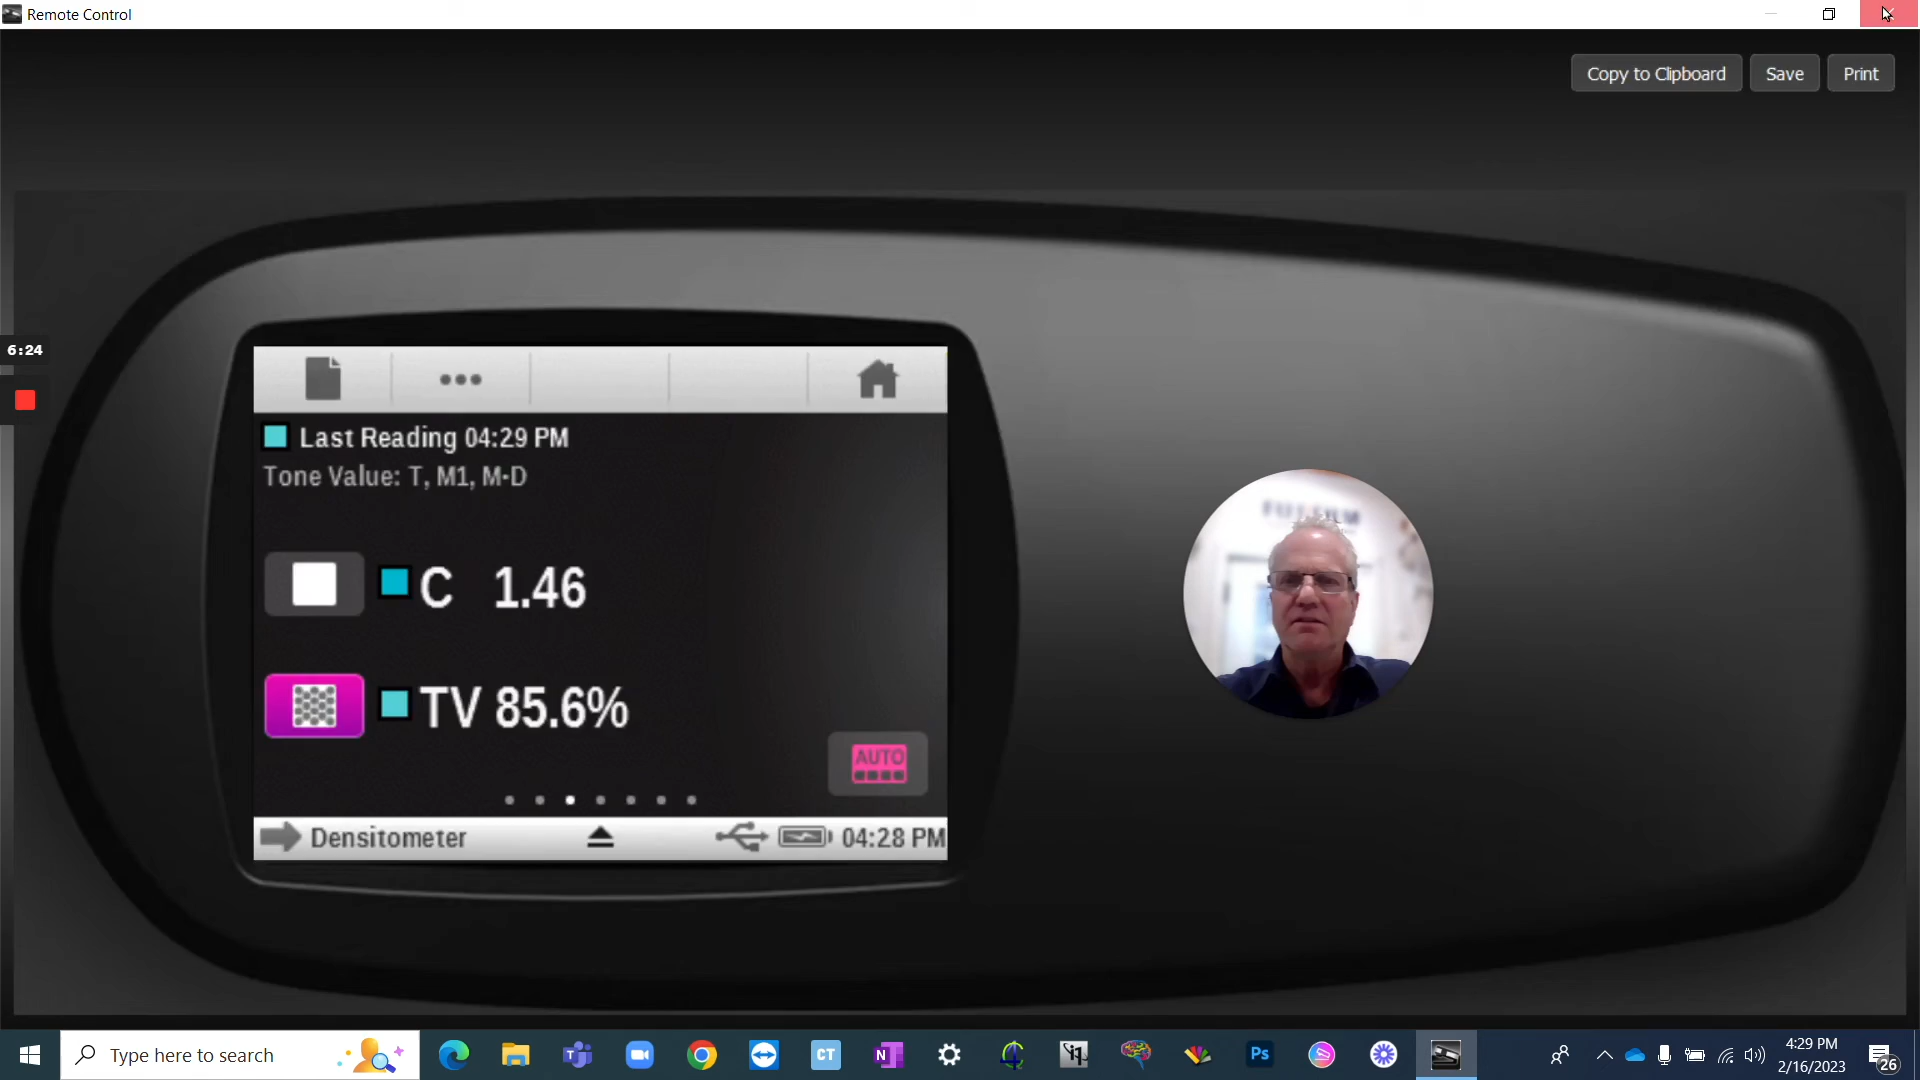 Remote Control
Copy to Clipboard Save Print
6:24
Last Reading 04:29 PM
Tone Value: T, M1, M-D
C 1.46
TV 85.6%
AUTO
Densitometer 04:28 PM
Type here to search
CT
Ps
4:29 PM
2/16/2023
26